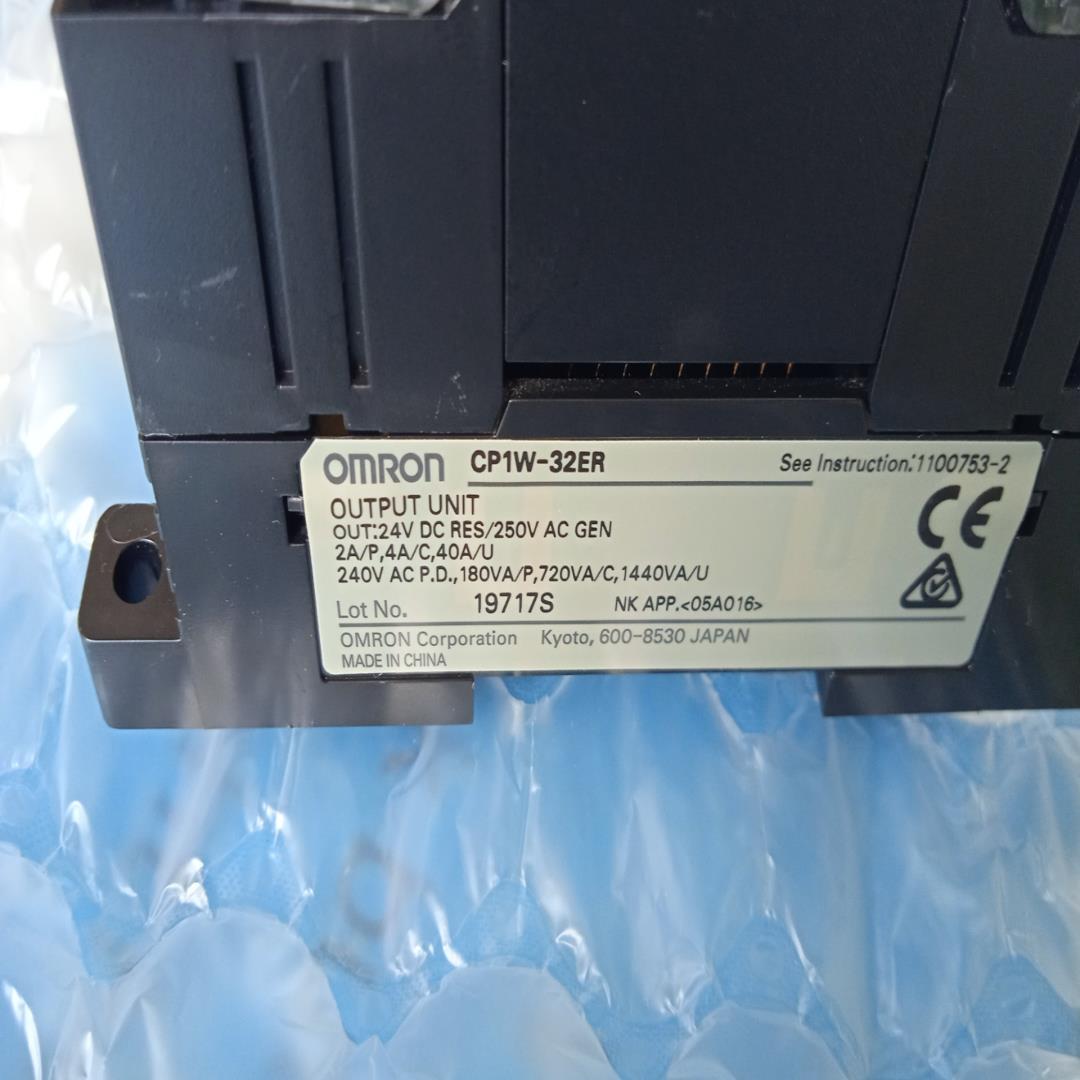 OMRON CP1W-32ER See Instruction:1100753-2
OUTPUT UNIT
OUT:24V DC RES/250V AC GEN
2A/P,4A/C,40A/U
240V AC P.D.,180VA/P,720VA/C,1440VA/U
CE
Lot No. 19717S NK APP.<05A016>
OMRON Corporation Kyoto, 600-8530 JAPAN
MADE IN CHINA